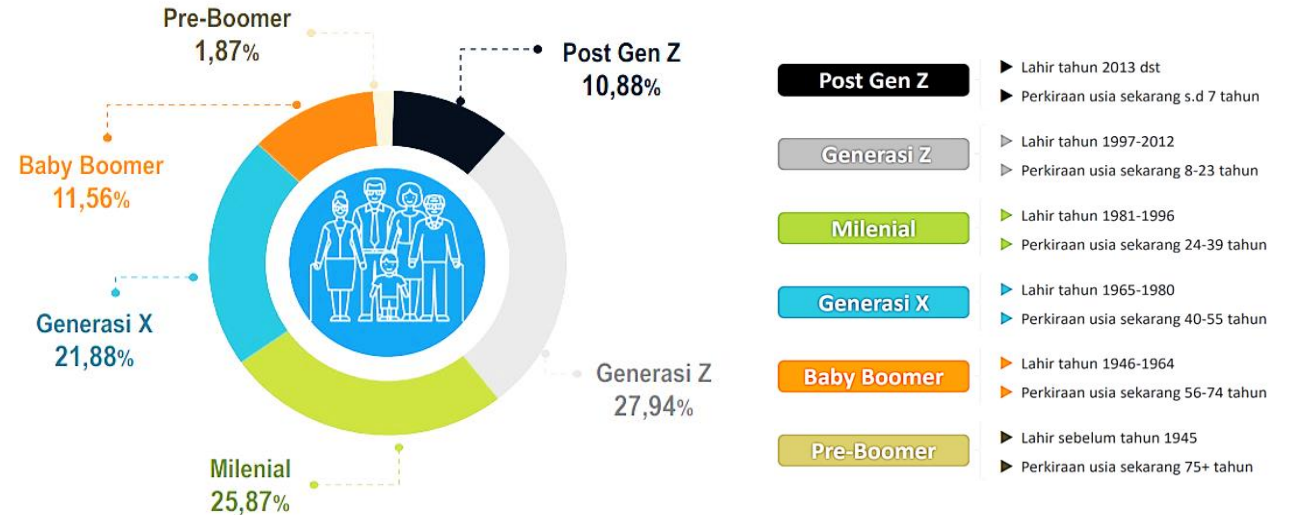 Pre-Boomer
1,87%
Post Gen Z
10,88%
Baby Boomer
11,56%
Generasi X
21,88%
Generasi Z
27,94%
Milenial
25,87%
Post Gen Z
Lahir tahun 2013 dst
Perkiraan usia sekarang s.d 7 tahun
Generasi Z
Lahir tahun 1997-2012
Perkiraan usia sekarang 8-23 tahun
Milenial
Lahir tahun 1981-1996
Perkiraan usia sekarang 24-39 tahun
Generasi X
Lahir tahun 1965-1980
Perkiraan usia sekarang 40-55 tahun
Baby Boomer
Lahir tahun 1946-1964
Perkiraan usia sekarang 56-74 tahun
Pre-Boomer
Lahir sebelum tahun 1945
Perkiraan usia sekarang 75+ tahun